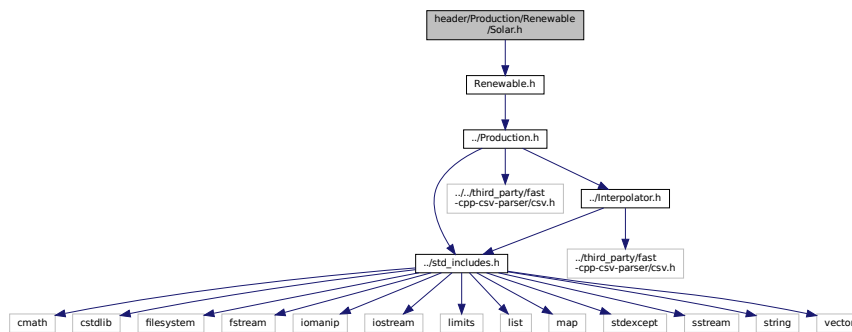 header/Production/Renewable
/Solar.h
Renewable.h
../Production.h
../../third_party/fast
-cpp-csv-parser/csv.h
../Interpolator.h
../third_party/fast
-cpp-csv-parser/csv.h
../std_includes.h
cmath
cstdlib
filesystem
fstream
iomanip
iostream
limits
list
map
stdexcept
sstream
string
vector